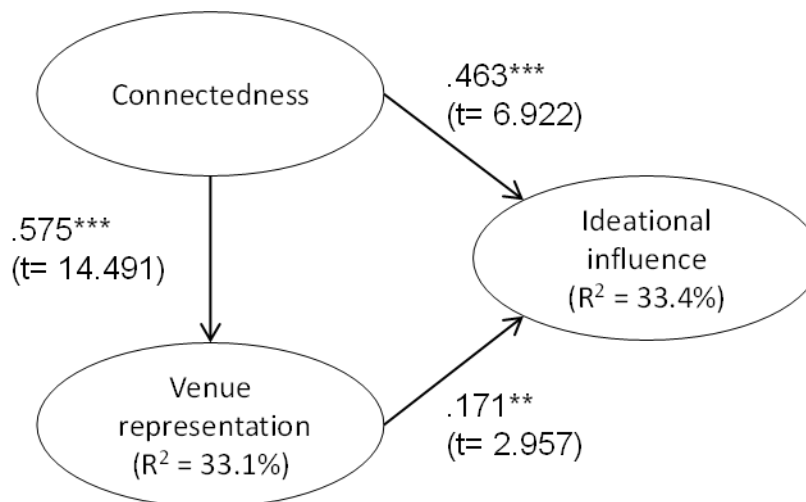 Connectedness
.463***
(t= 6.922)
.575***
(t= 14.491)
Ideational
influence
(R² = 33.4%)
Venue
representation
(R² = 33.1%)
.171**
(t= 2.957)